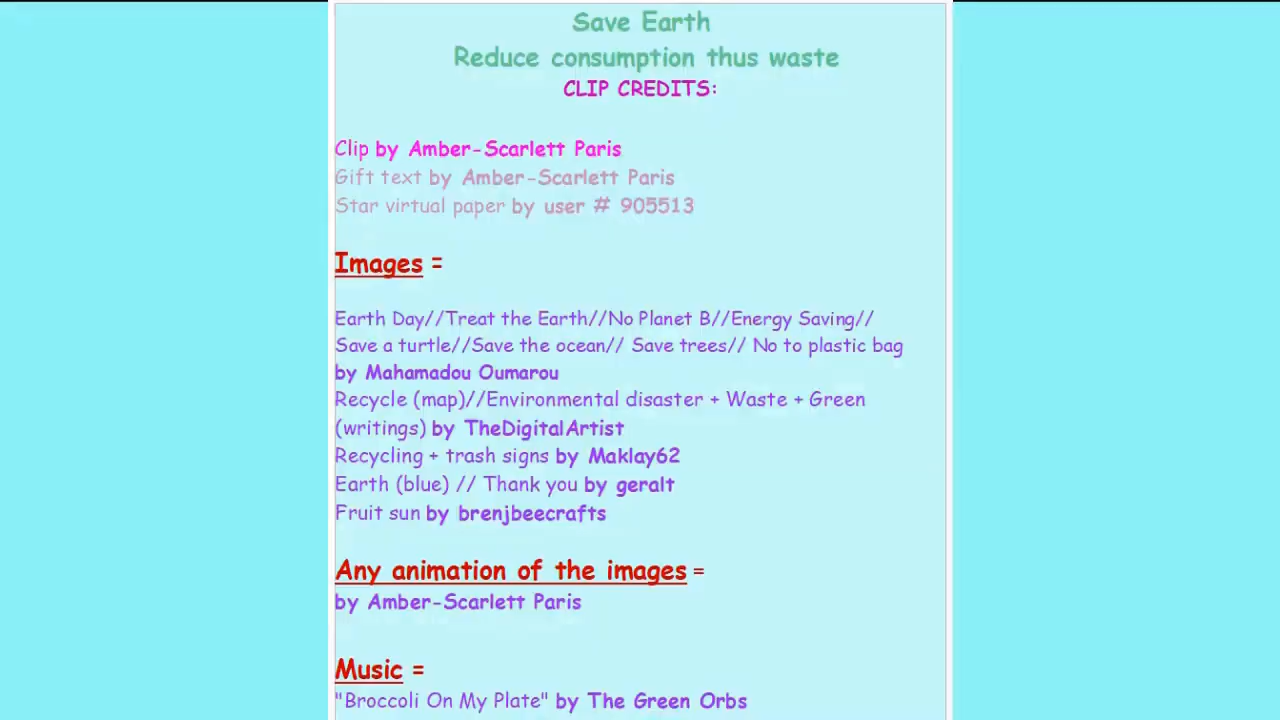 Save Earth
Reduce consumption thus waste
CLIP CREDITS:
Clip by Amber-Scarlett Paris
Gift text by Amber-Scarlett Paris
Star virtual paper by user # 905513
Images =
Earth Day//Treat the Earth//No Planet B//Energy Saving//
Save a turtle//Save the ocean// Save trees// No to plastic bag
by Mahamadou Oumarou
Recycle (map)//Environmental disaster + Waste + Green
(writings) by TheDigitalArtist
Recycling + trash signs by Maklay62
Earth (blue) // Thank you by geralt
Fruit sun by brenjbeecrafts
Any animation of the images =
by Amber-Scarlett Paris
Music =
"Broccoli On My Plate" by The Green Orbs